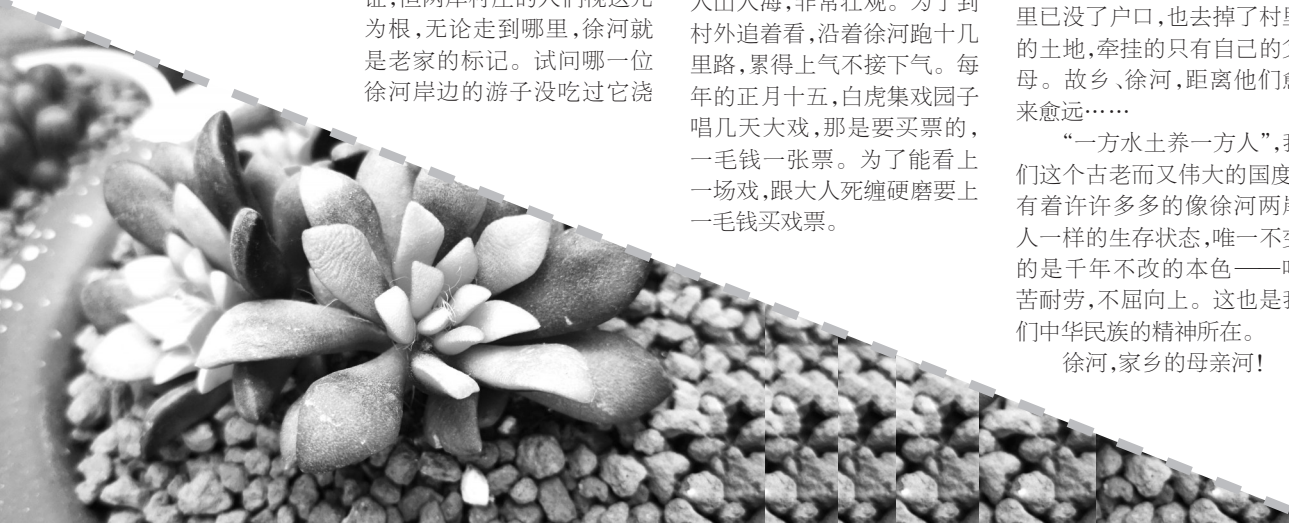 证,但两岸村庄的人们视这儿
为根,无论走到哪里,徐河就
是老家的标记。试问哪一位
徐河岸边的游子没吃过它浇
人山人海,非常壮观。为了到
村外追着看,沿着徐河跑十几
里路,累得上气不接下气。每
年的正月十五,白虎集戏园子
唱几天大戏,那是要买票的,
一毛钱一张票。为了能看上
一场戏,跟大人死缠硬磨要上
一毛钱买戏票。
里已没了户口,也去掉了村里
的土地,牵挂的只有自己的父
母。故乡、徐河,距离他们愈
来愈远……
“一方水土养一方人”,我
们这个古老而又伟大的国度
有着许许多多的像徐河两岸
人一样的生存状态,唯一不变
的是千年不改的本色——吃
苦耐劳,不屈向上。这也是我
们中华民族的精神所在。
徐河,家乡的母亲河!